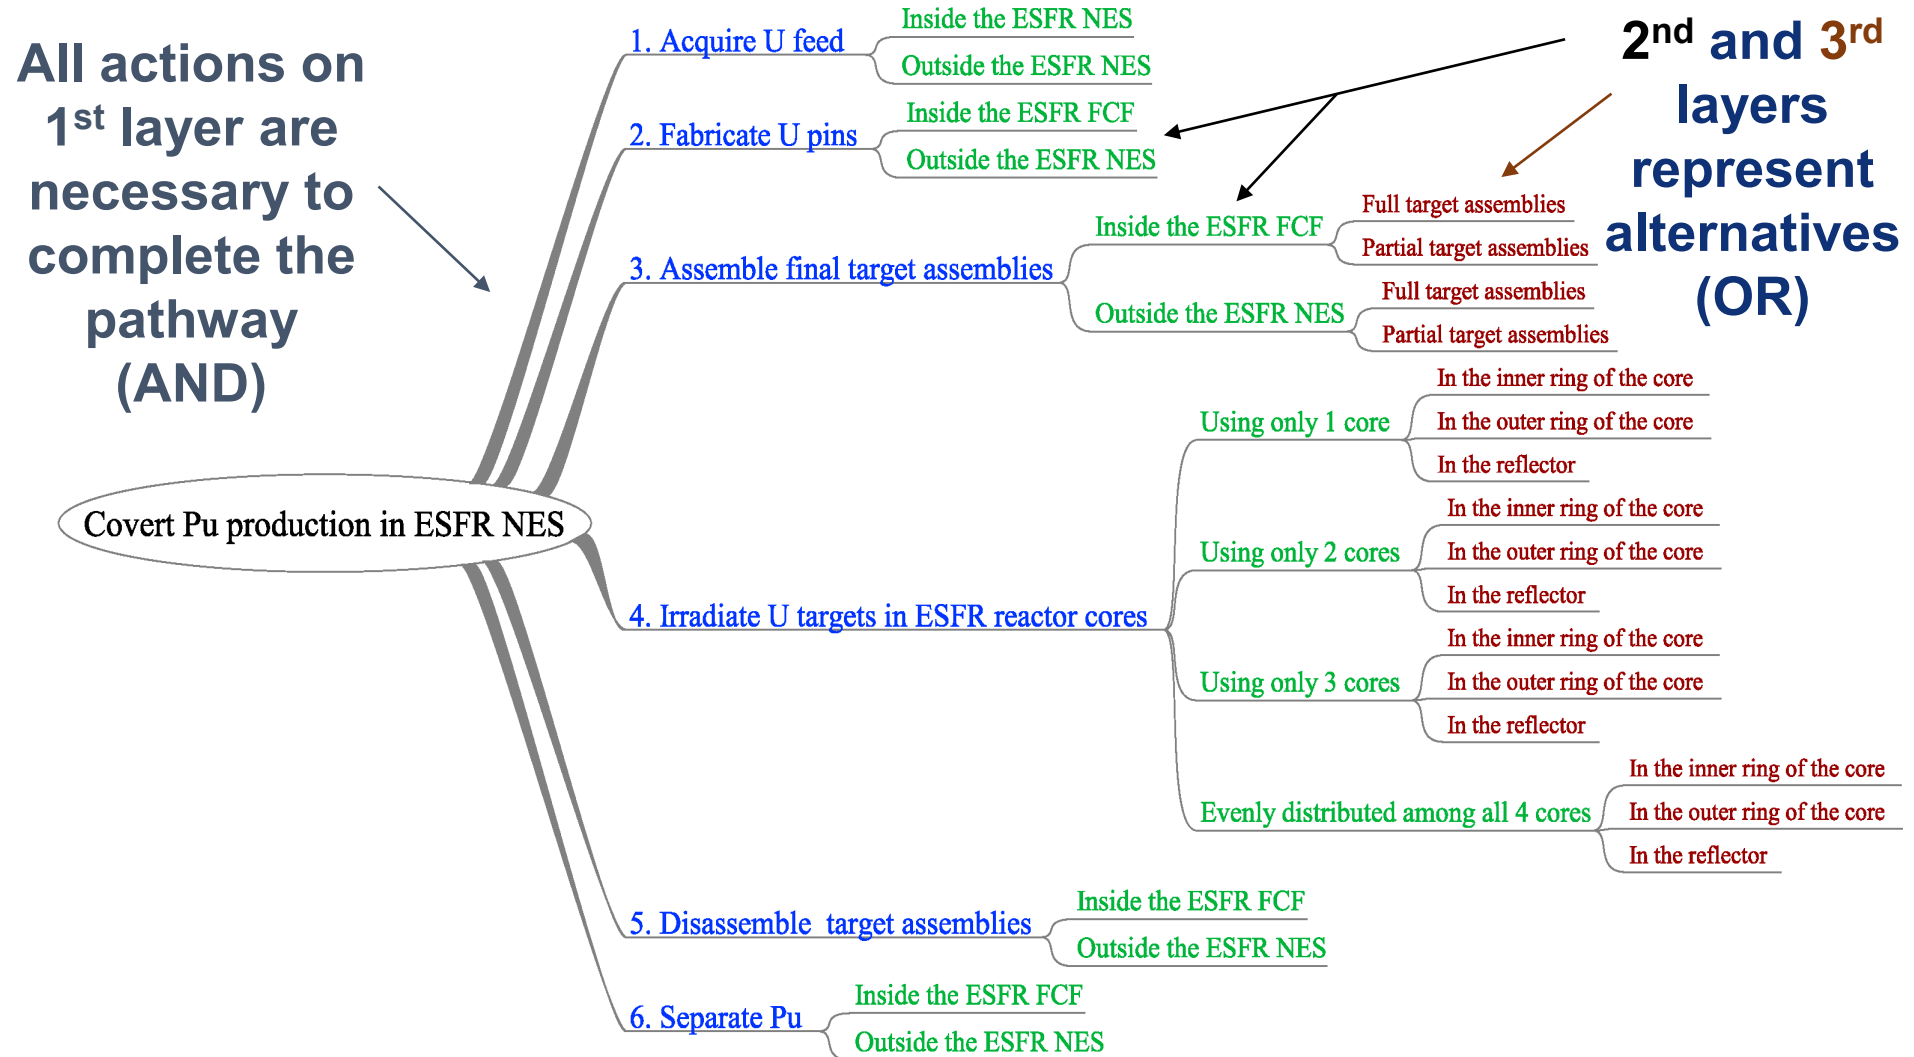 All actions on
1st layer are
necessary to
complete the
pathway
(AND)
2nd and 3rd
layers
represent
alternatives
(OR)
Covert Pu production in ESFR NES
1. Acquire U feed
Inside the ESFR NES
Outside the ESFR NES
2. Fabricate U pins
Inside the ESFR FCF
Outside the ESFR NES
3. Assemble final target assemblies
Inside the ESFR FCF
Full target assemblies
Partial target assemblies
Outside the ESFR NES
Full target assemblies
Partial target assemblies
4. Irradiate U targets in ESFR reactor cores
Using only 1 core
In the inner ring of the core
In the outer ring of the core
In the reflector
Using only 2 cores
In the inner ring of the core
In the outer ring of the core
In the reflector
Using only 3 cores
In the inner ring of the core
In the outer ring of the core
In the reflector
Evenly distributed among all 4 cores
In the inner ring of the core
In the outer ring of the core
In the reflector
5. Disassemble  target assemblies
Inside the ESFR FCF
Outside the ESFR NES
6. Separate Pu
Inside the ESFR FCF
Outside the ESFR NES